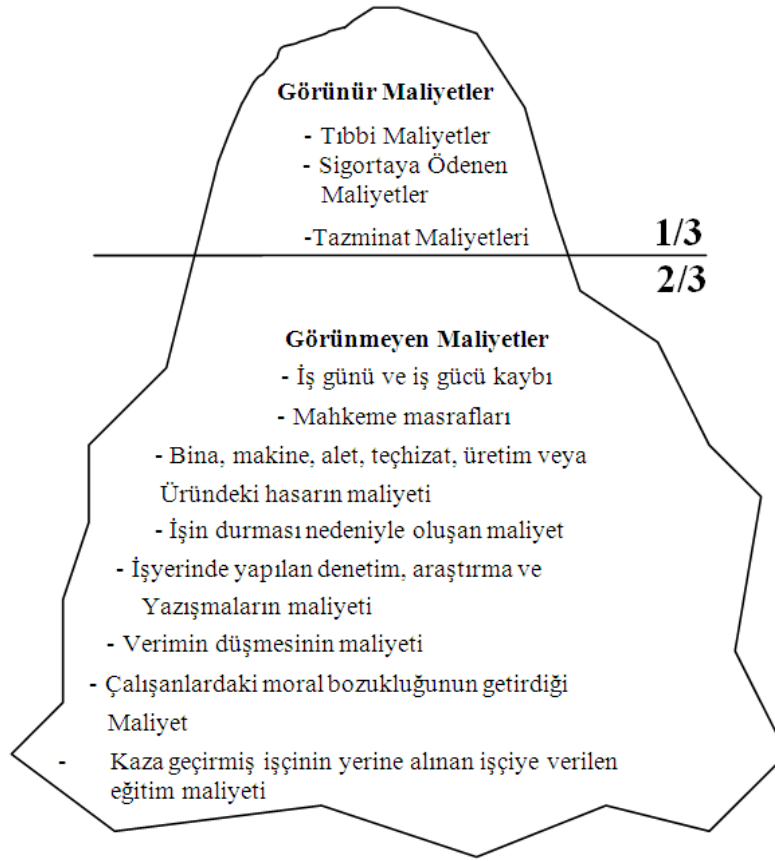 Görünür Maliyetler
- Tıbbi Maliyetler
- Sigortaya Ödenen
Maliyetler
-Tazminat Maliyetleri
1/3
2/3
Görünmeyen Maliyetler
- İş günü ve iş gücü kaybı
- Mahkeme masrafları
- Bina, makine, alet, teçhizat, üretim veya
Üründeki hasarın maliyeti
- İşin durması nedeniyle oluşan maliyet
- İşyerinde yapılan denetim, araştırma ve
Yazışmaların maliyeti
- Verimin düşmesinin maliyeti
- Çalışanlardaki moral bozukluğunun getirdiği
Maliyet
- Kaza geçirmiş işçinin yerine alınan işçiye verilen
eğitim maliyeti